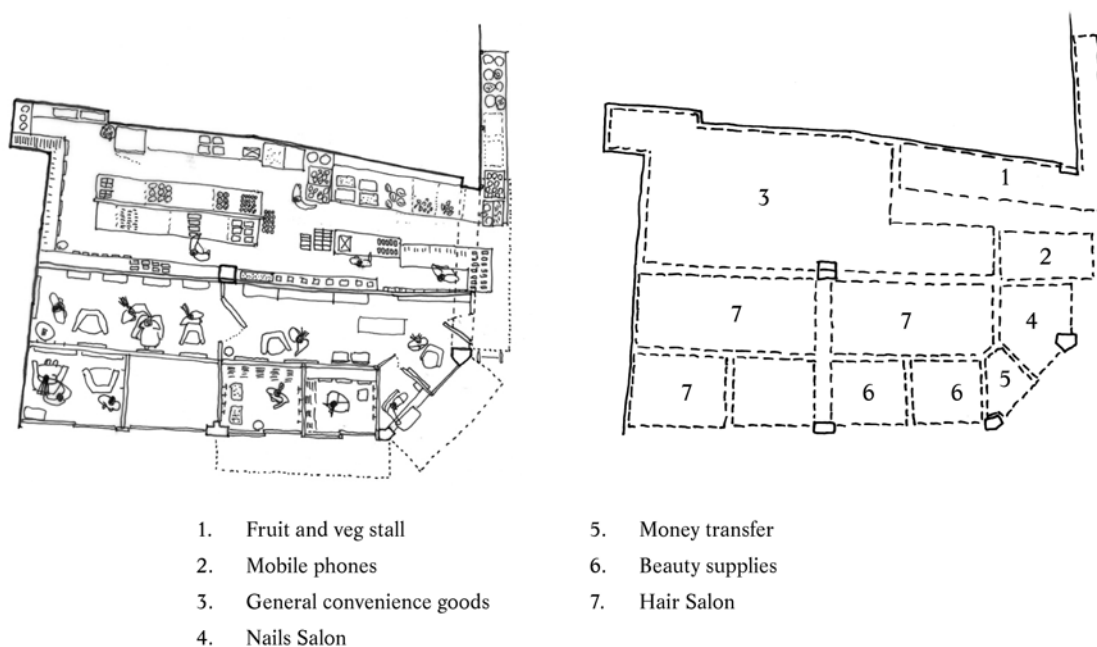 1
3
2
7
7
4
5
7
6
6
1. Fruit and veg stall
2. Mobile phones
3. General convenience goods
4. Nails Salon
5. Money transfer
6. Beauty supplies
7. Hair Salon